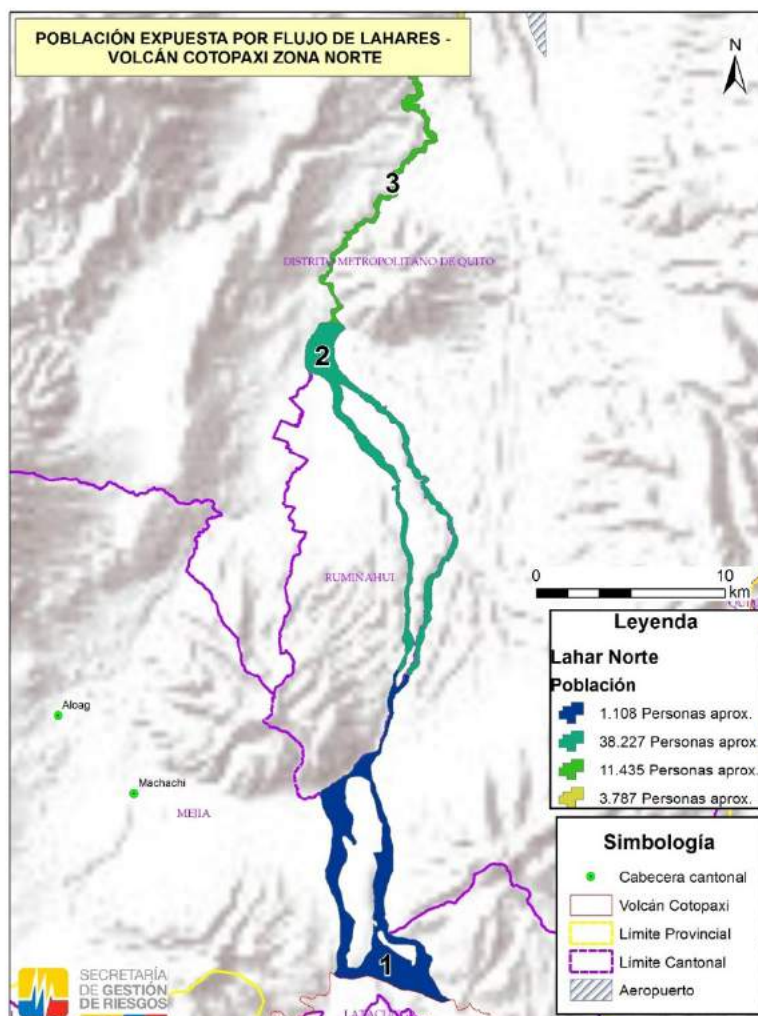 POBLACIÓN EXPUESTA POR FLUJO DE LAHARES -
VOLCÁN COTOPAXI ZONA NORTE
N
3
DISTRITO METROPOLITANO DE QUITO
2
RUMINAHUI
0 10
km
Aloag
Machachi
MEJIA
1
Leyenda
Lahar Norte
Población
1.108 Personas aprox.
38.227 Personas aprox.
11.435 Personas aprox.
3.787 Personas aprox.
Simbología
Cabecera cantonal
Volcán Cotopaxi
Limite Provincial
Limite Cantonal
Aeropuerto
SECRETARÍA
DE GESTIÓN
DE RIESGOS